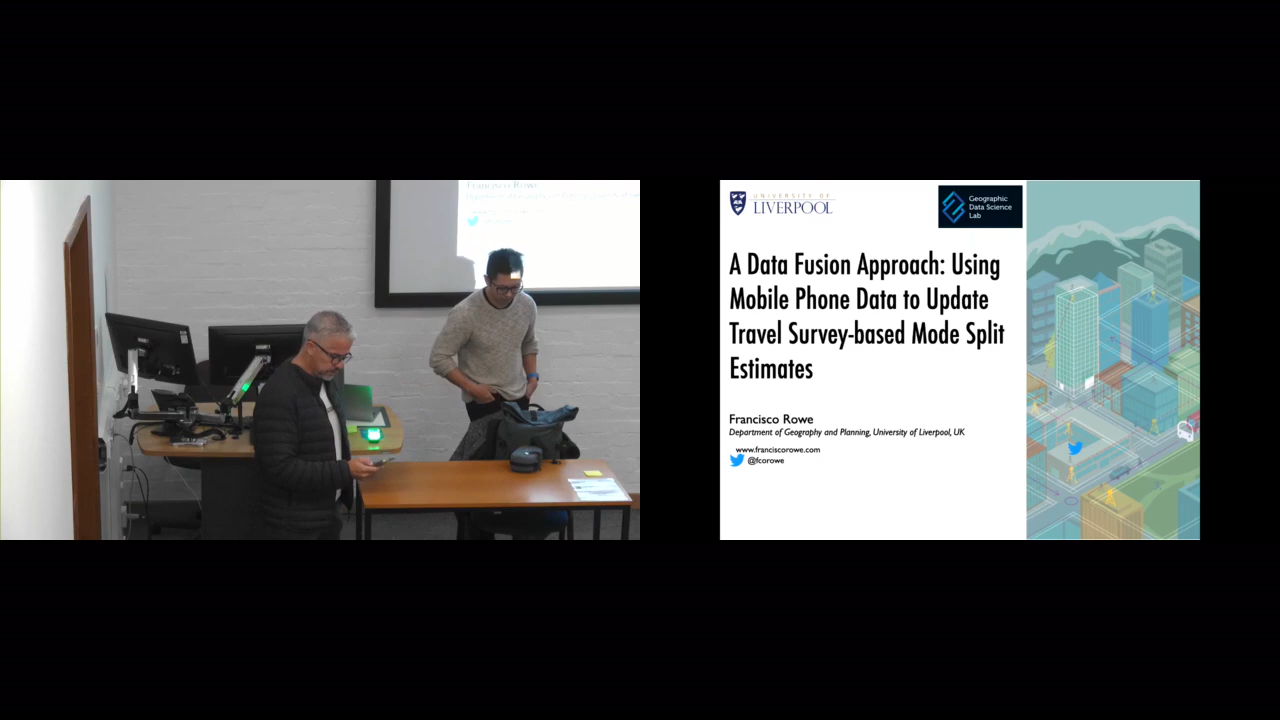 Francisco Rowe
UNIVERSITY OF
LIVERPOOL
Geographic
Data Science
Lab
A Data Fusion Approach: Using
Mobile Phone Data to Update
Travel Survey-based Mode Split
Estimates
Francisco Rowe
Department of Geography and Planning, University of Liverpool, UK
www.franciscorowe.com
@fcorowe